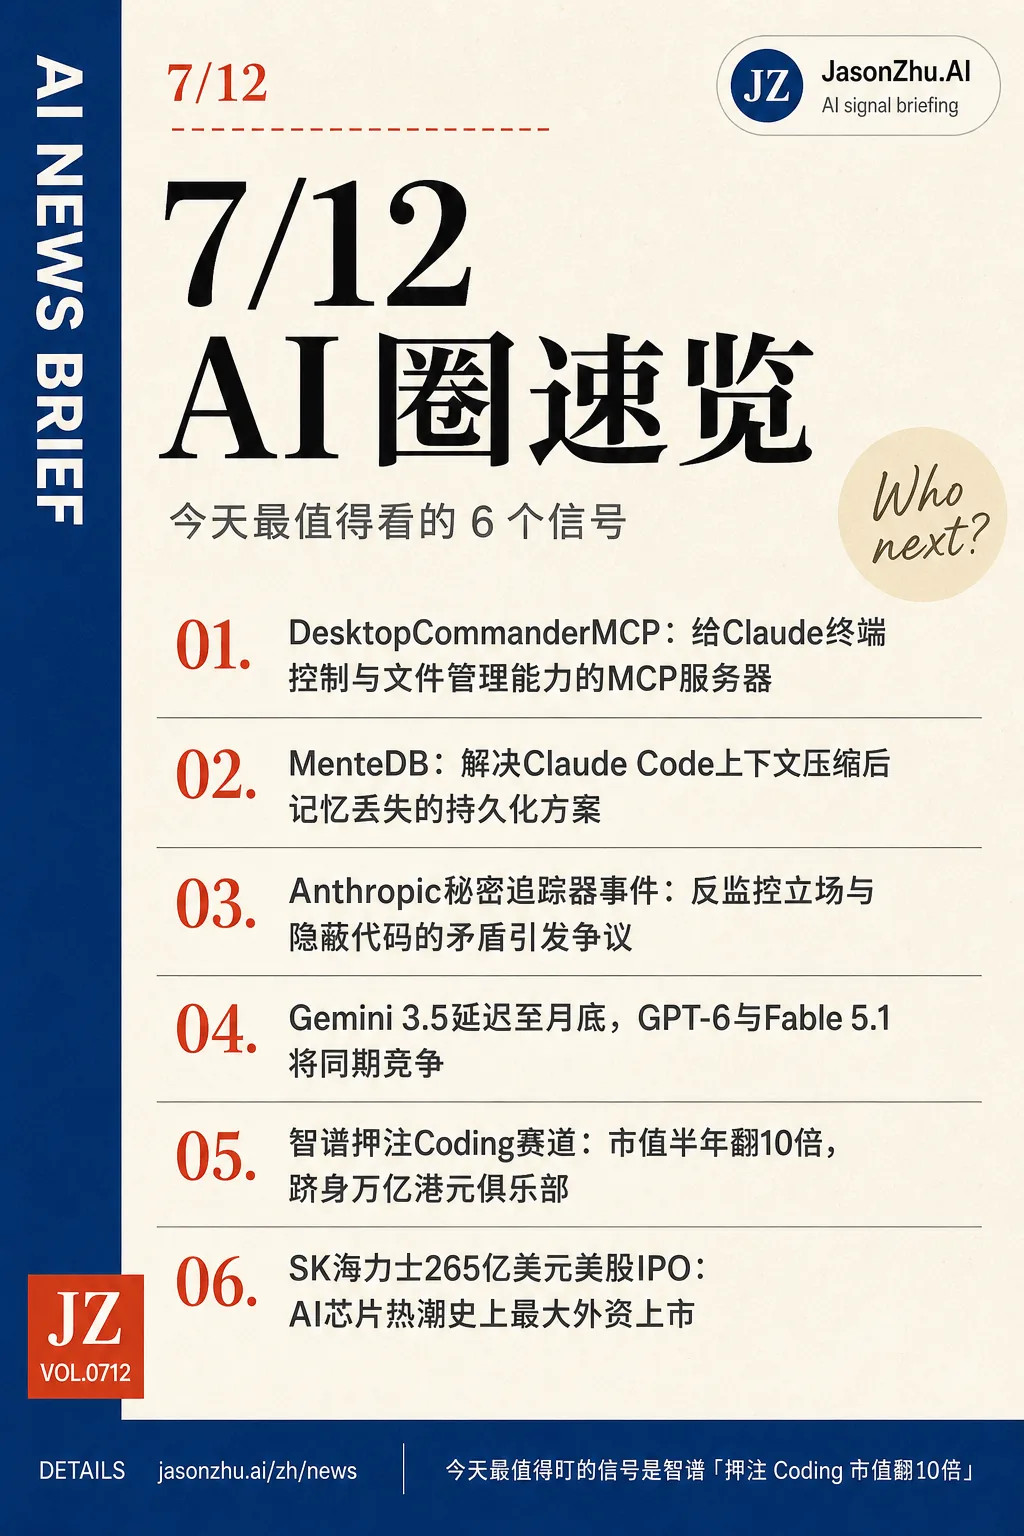 AI NEWS BRIEF
7/12
JZ
JasonZhu.AI
AI signal briefing
7/12
AI 圈速览
今天最值得看的 6 个信号
Who
next?
01.
DesktopCommanderMCP：给Claude终端
控制与文件管理能力的MCP服务器
02.
MenteDB：解决Claude Code上下文压缩后
记忆丢失的持久化方案
03.
Anthropic秘密追踪器事件：反监控立场与
隐蔽代码的矛盾引发争议
04.
Gemini 3.5延迟至月底，GPT-6与Fable 5.1
将同期竞争
05.
智谱押注Coding赛道：市值半年翻10倍，
跻身万亿港元俱乐部
06.
SK海力士265亿美元美股IPO：
AI芯片热潮史上最大外资上市
JZ
VOL.0712
DETAILS
jasonzhu.ai/zh/news
今天最值得盯的信号是智谱「押注 Coding 市值翻10倍」